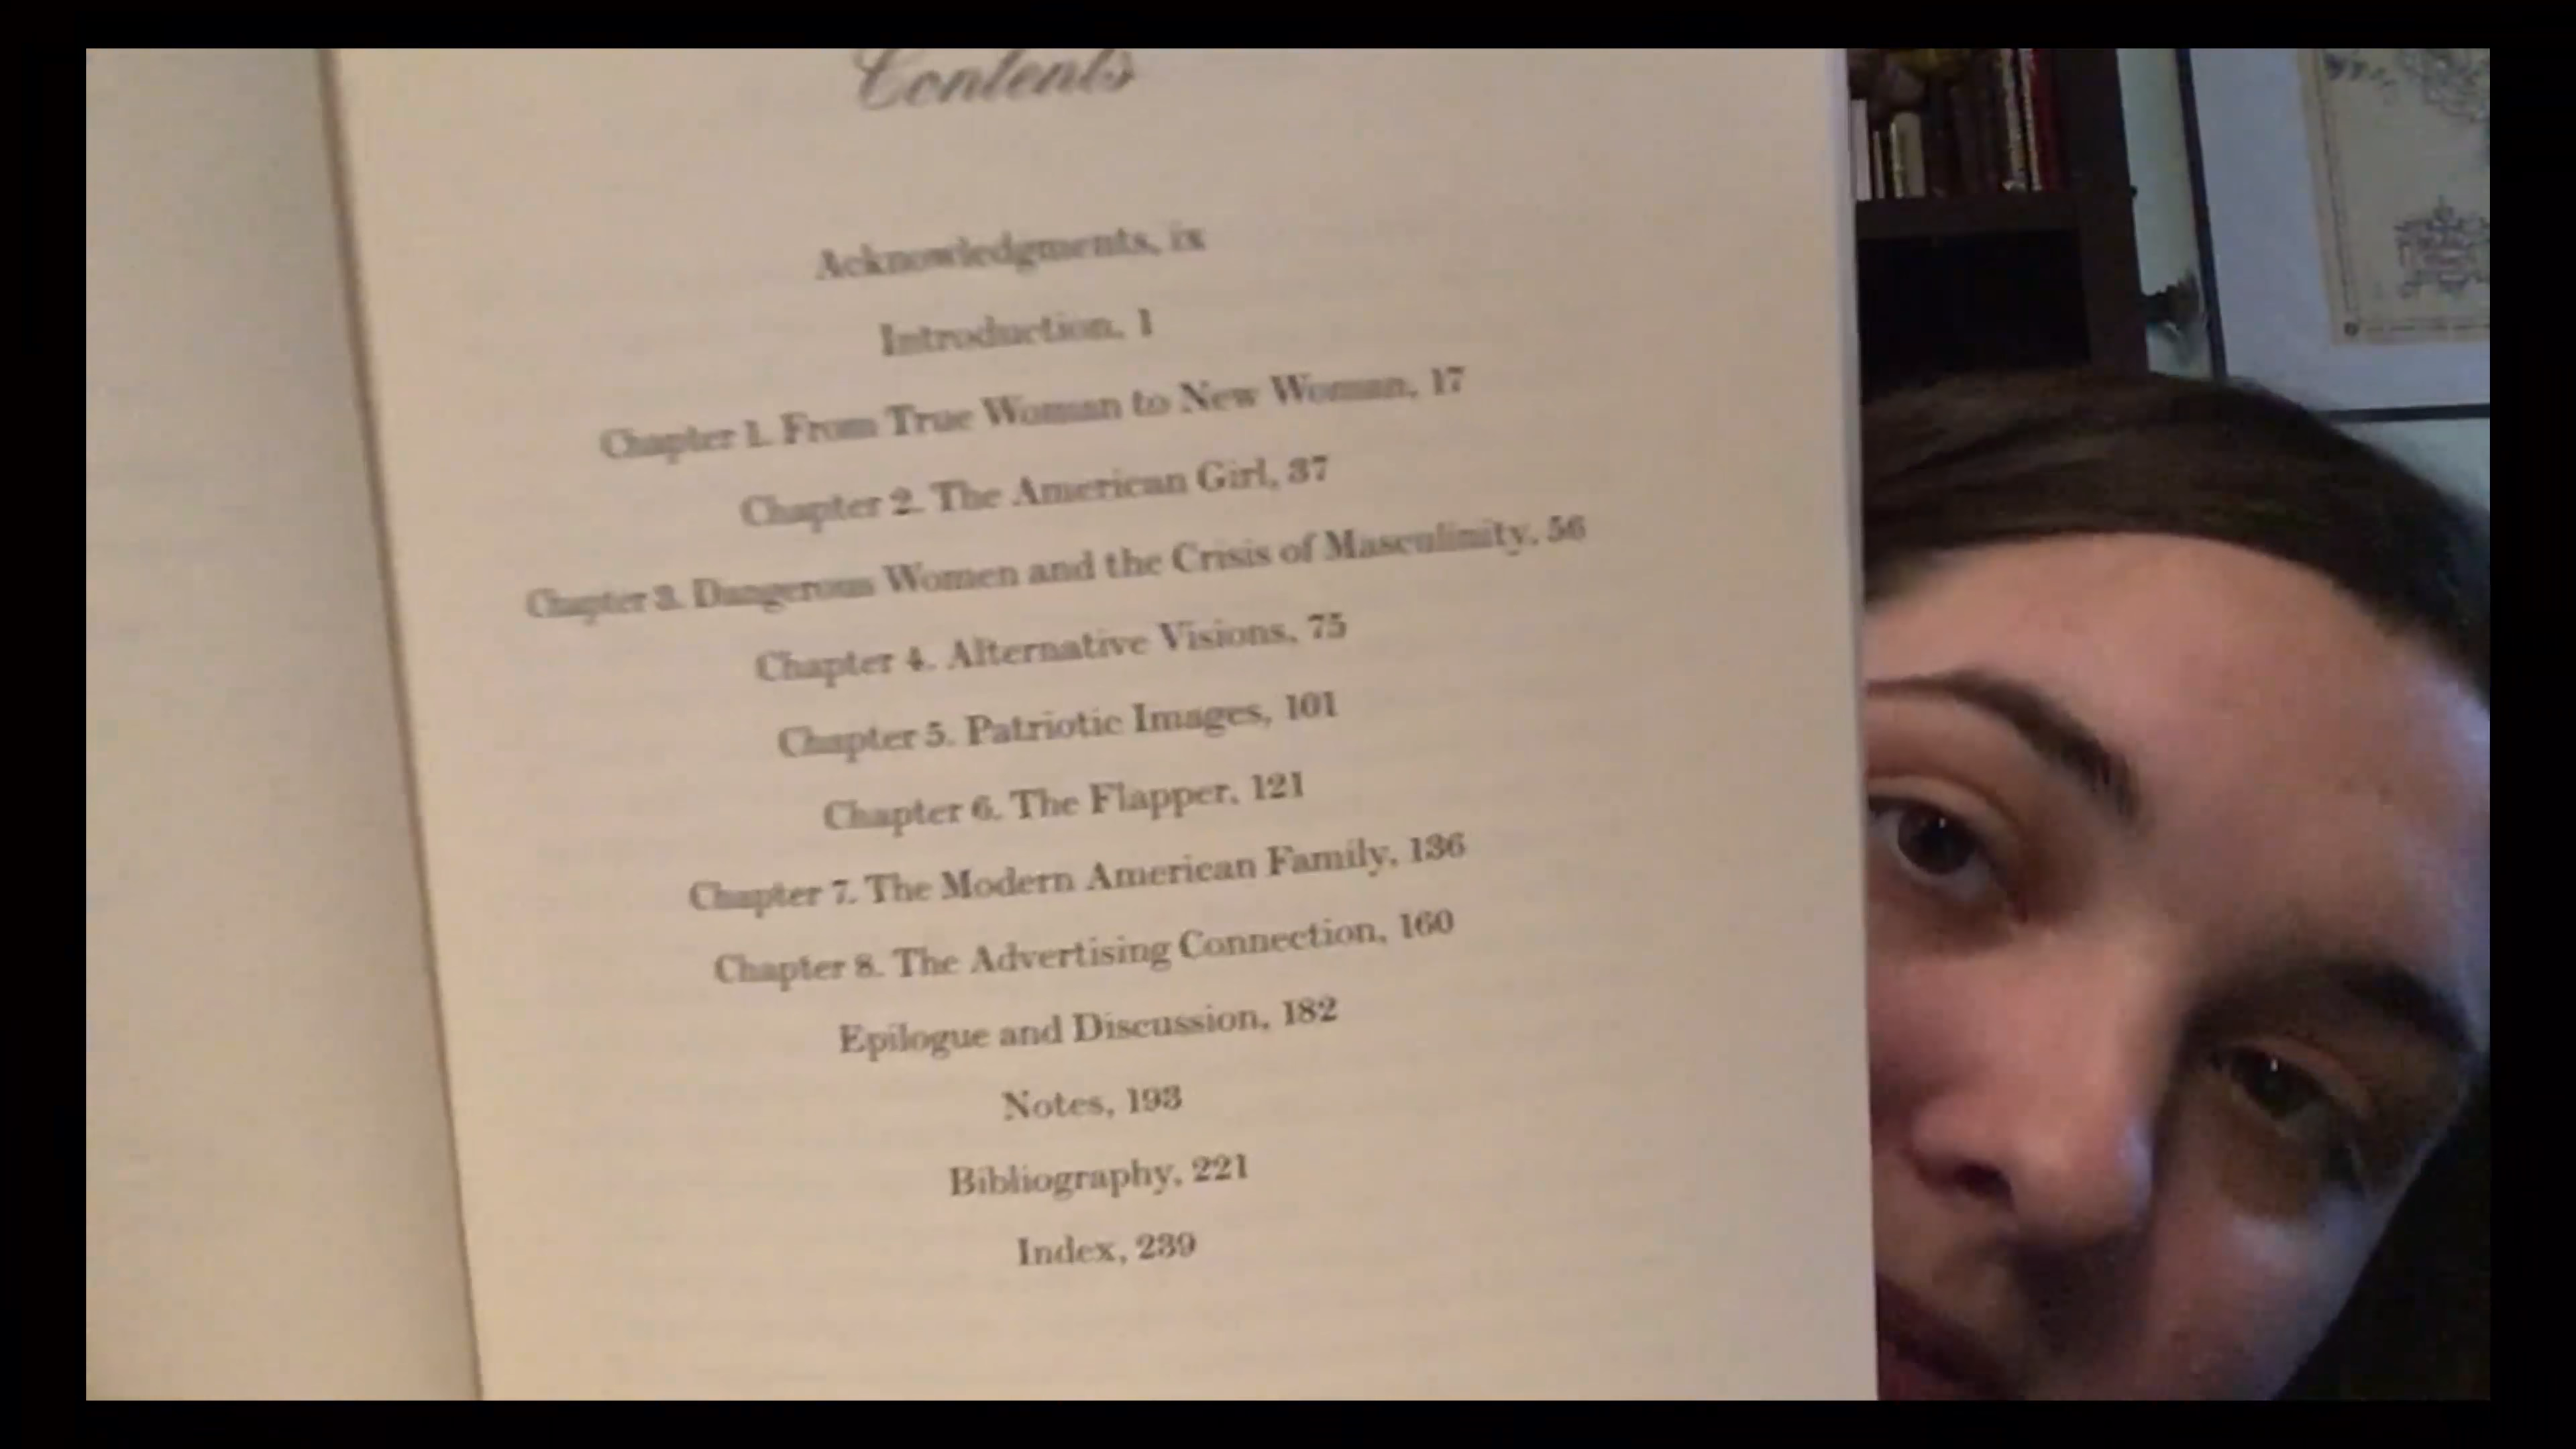 Contents
Acknowledgments, ix
Introduction, 1
Chapter 1. From True Woman to New Woman, 17
Chapter 2. The American Girl, 37
Chapter 3. Dangerous Women and the Crisis of Masculinity, 56
Chapter 4. Alternative Visions, 75
Chapter 5. Patriotic Images, 101
Chapter 6. The Flapper, 121
Chapter 7. The Modern American Family, 136
Chapter 8. The Advertising Connection, 160
Epilogue and Discussion, 182
Notes, 193
Bibliography, 221
Index, 239